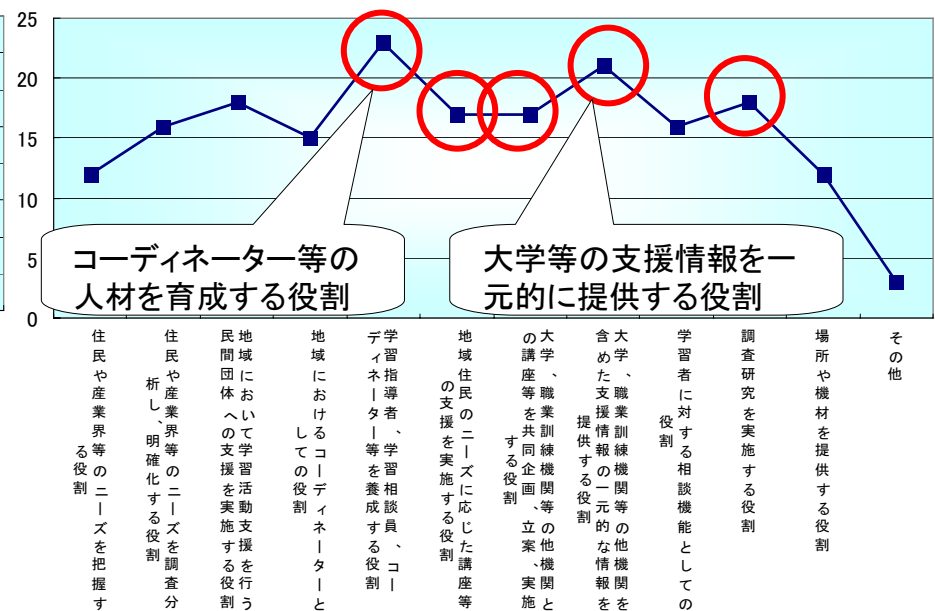 25
20
15
10
5
0
コーディネーター等の
人材を育成する役割
大学等の支援情報を一
元的に提供する役割
住民や産業界等のニーズを把握す
る役割
住民や産業界等のニーズを調査分
析し、明確化する役割
地域において学習活動支援を行う
民間団体への支援を実施する役割
地域におけるコーディネーターと
しての役割
学習指導者、学習相談員、コー
ディネーター等を養成する役割
地域住民のニーズに応じた講座等
の支援を実施する役割
大学、職業訓練機関等の他機関と
の講座等を共同企画、立案、実施
する役割
大学、職業訓練機関等の他機関を
含めた支援情報の一元的な情報を
提供する役割
学習者に対する相談機能としての
役割
調査研究を実施する役割
場所や機材を提供する役割
その他